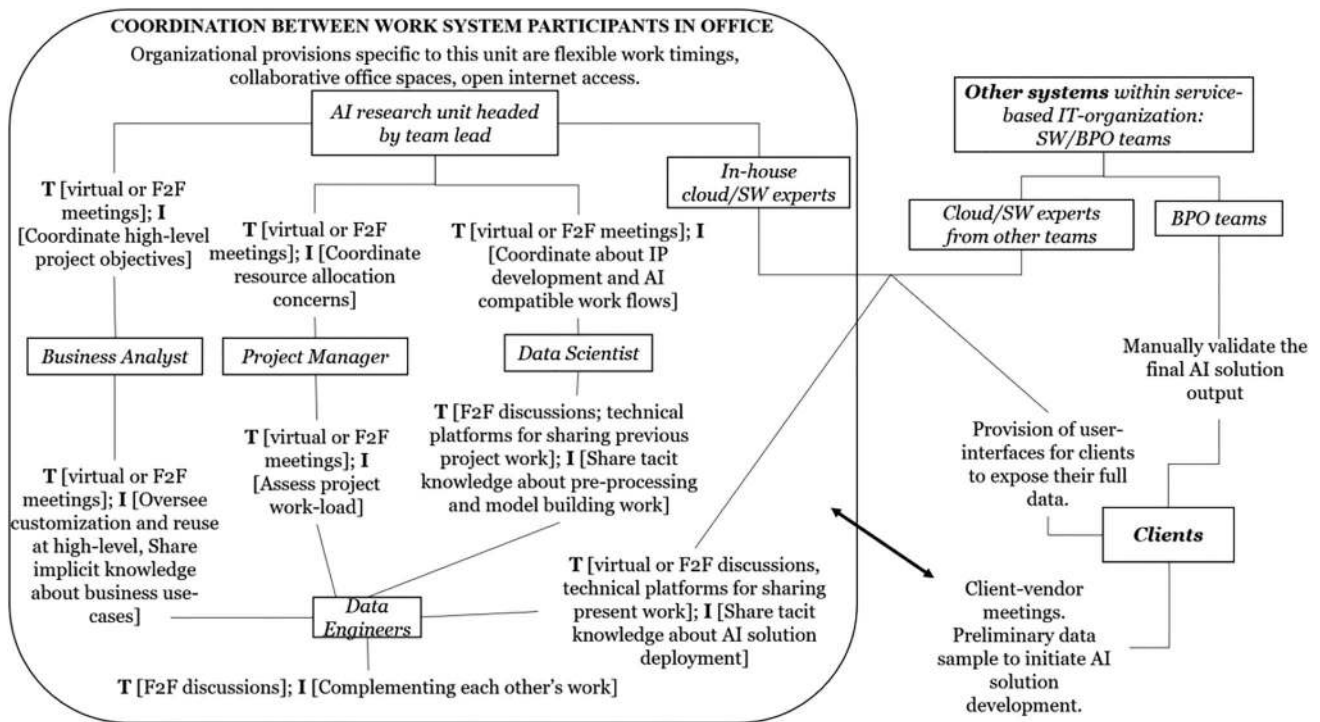 COORDINATION BETWEEN WORK SYSTEM PARTICIPANTS IN OFFICE
Organizational provisions specific to this unit are flexible work timings,
collaborative office spaces, open internet access.
AI research unit headed
by team lead
In-house
cloud/SW experts
T [virtual or F2F
meetings]; I
[Coordinate high-level
project objectives]
T [virtual or F2F
meetings]; I [Coordinate
resource allocation
concerns]
T [virtual or F2F meetings]; I
[Coordinate about IP
development and AI
compatible work flows]
Business Analyst
Project Manager
Data Scientist
T [virtual or F2F
meetings]; I [Oversee
customization and reuse
at high-level, Share
implicit knowledge
about business use-
cases]
T [virtual or F2F
meetings]; I
[Assess project
work-load]
T [F2F discussions; technical
platforms for sharing previous
project work]; I [Share tacit
knowledge about pre-processing
and model building work]
T [virtual or F2F discussions,
technical platforms for sharing
present work]; I [Share tacit
knowledge about AI solution
deployment]
Data
Engineers
T [F2F discussions]; I [Complementing each other's work]
Other systems within service-
based IT-organization:
SW/BPO teams
Cloud/SW experts
from other teams
BPO teams
Manually validate the
final AI solution
output
Provision of user-
interfaces for clients
to expose their full
data.
Clients
Client-vendor
meetings.
Preliminary data
sample to initiate AI
solution
development.